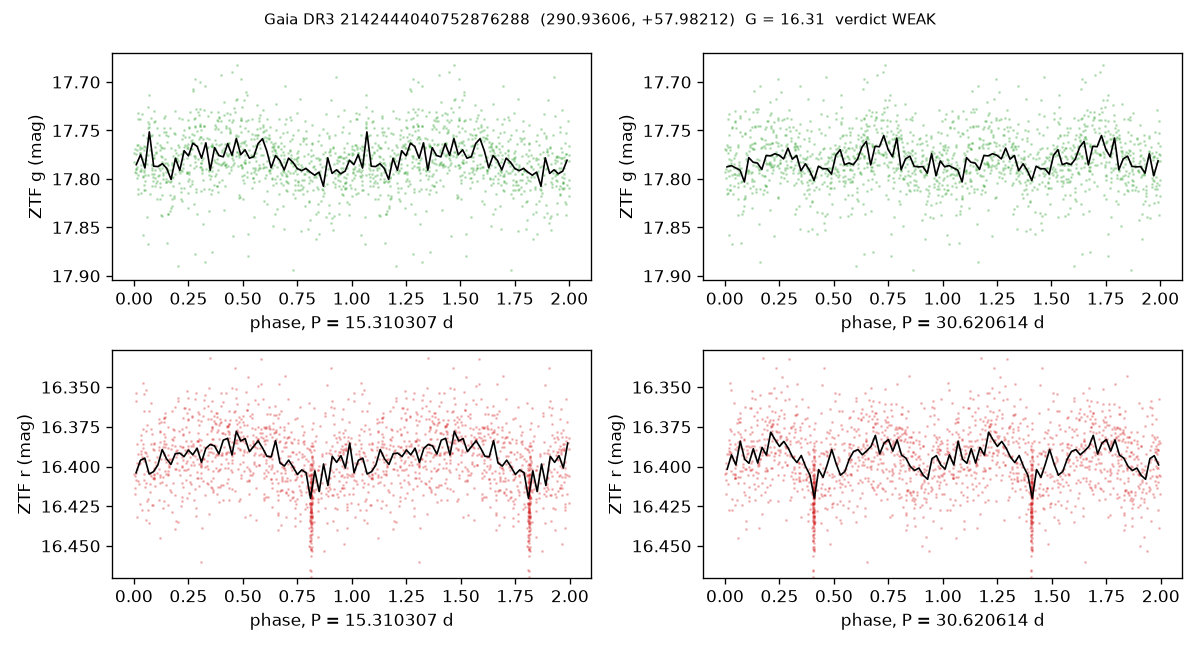 Gaia DR3 2142444040752876288 (290.93606, +57.98212) G = 16.31 verdict WEAK
ZTF g (mag)
17.70
17.75
17.80
17.85
17.90
0.00 0.25 0.50 0.75 1.00 1.25 1.50 1.75 2.00
phase, P = 15.310307 d
ZTF g (mag)
17.70
17.75
17.80
17.85
17.90
0.00 0.25 0.50 0.75 1.00 1.25 1.50 1.75 2.00
phase, P = 30.620614 d
ZTF r (mag)
16.350
16.375
16.400
16.425
16.450
0.00 0.25 0.50 0.75 1.00 1.25 1.50 1.75 2.00
phase, P = 15.310307 d
ZTF r (mag)
16.350
16.375
16.400
16.425
16.450
0.00 0.25 0.50 0.75 1.00 1.25 1.50 1.75 2.00
phase, P = 30.620614 d